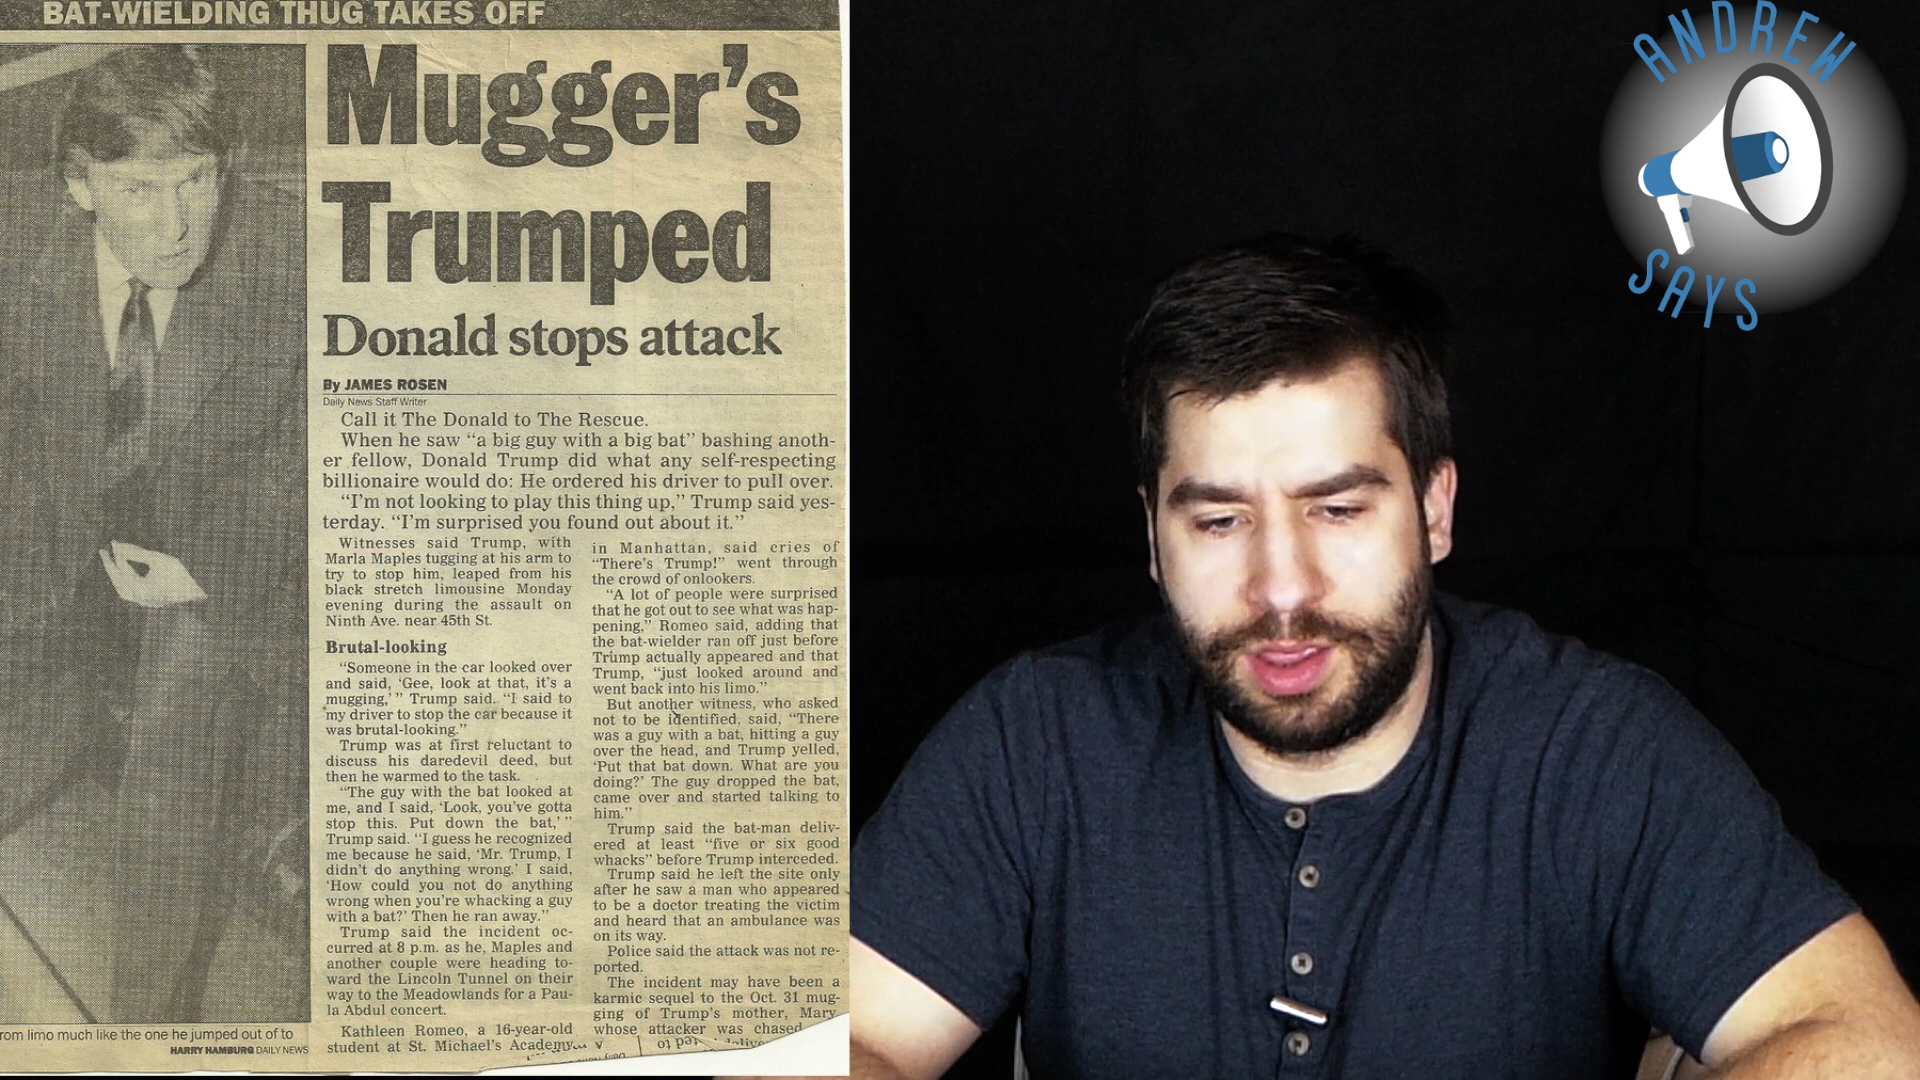 BAT-WIELDING THUG TAKES OFF
Mugger's
Trumped
Donald stops attack
By JAMES ROSEN
Daily News Staff Writer
Call it The Donald to The Rescue.
When he saw “a big guy with a big bat” bashing anoth-
er fellow, Donald Trump did what any self-respecting
billionaire would do: He ordered his driver to pull over.
“I'm not looking to play this thing up,” Trump said yes-
terday. “I'm surprised you found out about it.”
Witnesses said Trump, with
Marla Maples tugging at his arm to
try to stop him, leaped from his
black stretch limousine Monday
evening during the assault on
Ninth Ave. near 45th St.
Brutal-looking
“Someone in the car looked over
and said, ‘Gee, look at that, it's a
mugging,’” Trump said. “I said to
my driver to stop the car because it
was brutal-looking.”
Trump was at first reluctant to
discuss his daredevil deed, but
then he warmed to the task.
“The guy with the bat looked at
me, and I said, ‘Look, you've gotta
stop this. Put down the bat,’”
Trump said. “I guess he recognized
me because he said, ‘Mr. Trump, I
didn't do anything wrong.’ I said,
‘How could you not do anything
wrong when you're whacking a guy
with a bat?’ Then he ran away.”
Trump said the incident oc-
curred at 8 p.m. as he, Maples and
another couple were heading to-
ward the Lincoln Tunnel on their
way to the Meadowlands for a Pau-
la Abdul concert.
Kathleen Romeo, a 16-year-old
student at St. Michael's Academy
in Manhattan, said cries of
“There's Trump!” went through
the crowd of onlookers.
“A lot of people were surprised
that he got out to see what was hap-
pening,” Romeo said, adding that
the bat-wielder ran off just before
Trump actually appeared and that
Trump, “just looked around and
went back into his limo.”
But another witness, who asked
not to be identified, said, “There
was a guy with a bat, hitting a guy
over the head, and Trump yelled,
‘Put that bat down. What are you
doing?’ The guy dropped the bat,
came over and started talking to
him.”
Trump said the bat-man deliv-
ered at least “five or six good
whacks” before Trump interceded.
Trump said he left the site only
after he saw a man who appeared
to be a doctor treating the victim
and heard that an ambulance was
on its way.
Police said the attack was not re-
ported.
The incident may have been a
karmic sequel to the Oct. 31 mug-
ging of Trump's mother, Mary
whose attacker was chased
rom limo much like the one he jumped out of to
HARRY HAMBURG DAILY NEWS
ANDREW
SAYS